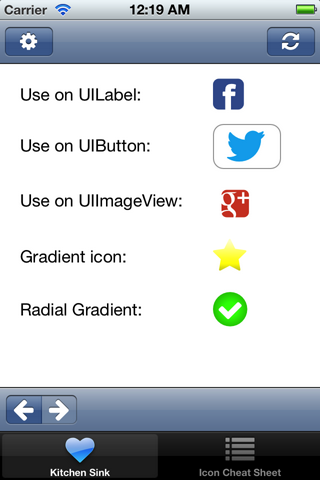 Carrier 12:19 AM
Use on UILabel:
f
Use on UIButton:
Use on UIImageView:
g+
Gradient icon:
Radial Gradient:
Kitchen Sink
Icon Cheat Sheet